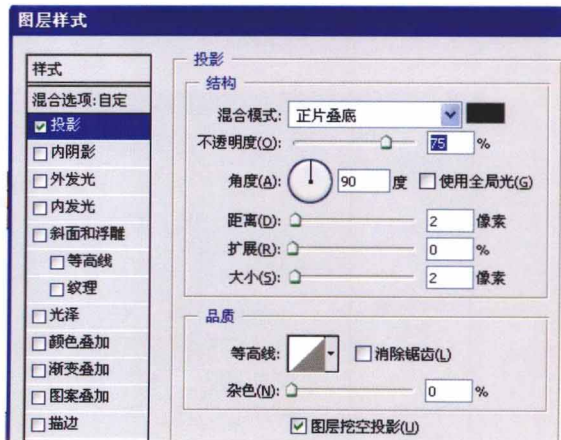 图层样式
样式
混合选项:自定
投影
内阴影
外发光
内发光
斜面和浮雕
等高线
纹理
光泽
颜色叠加
渐变叠加
图案叠加
描边
投影
结构
混合模式: 正片叠底
不透明度(O): 75 %
角度(A): 90 度 使用全局光(G)
距离(D): 2 像素
扩展(R): 0 %
大小(S): 2 像素
品质
等高线: 消除锯齿(L)
杂色(N): 0 %
图层挖空投影(U)